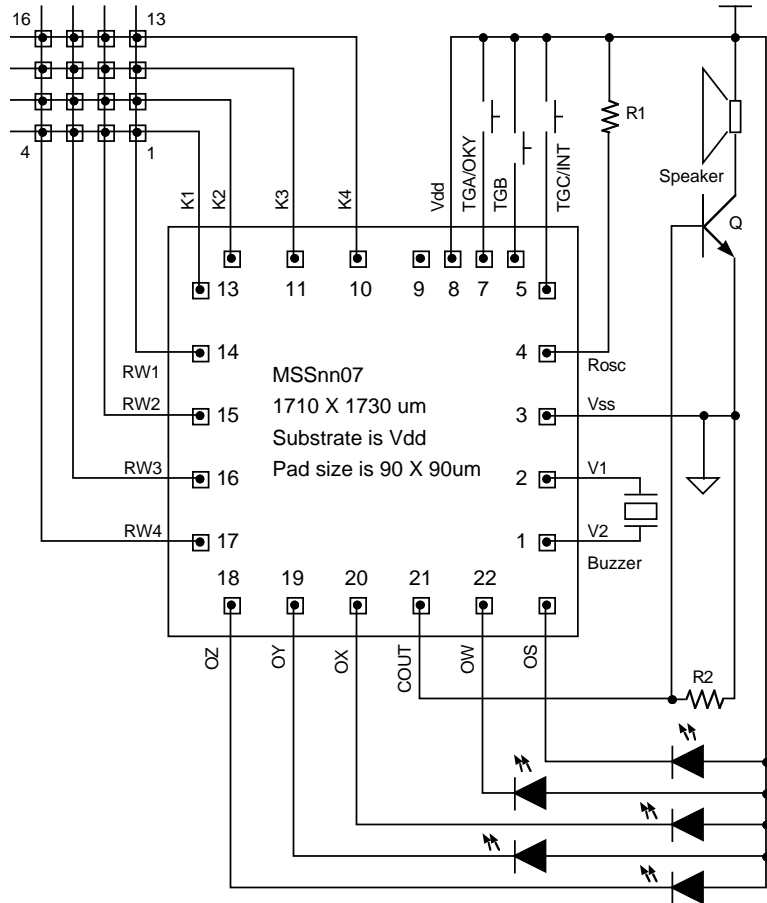 16
13
4
1
R1
Speaker
Q
K1
K2
K3
K4
Vdd
TGA/OKY
TGB
TGC/INT
13
11
10
9
8
7
5
14
4
RW1
Rosc
MSSnn07
1710 X 1730 um
Substrate is Vdd
Pad size is 90 X 90um
RW2
15
3
Vss
RW3
16
2
V1
RW4
17
1
V2
Buzzer
18
19
20
21
22
OZ
OY
OX
COUT
OW
OS
R2